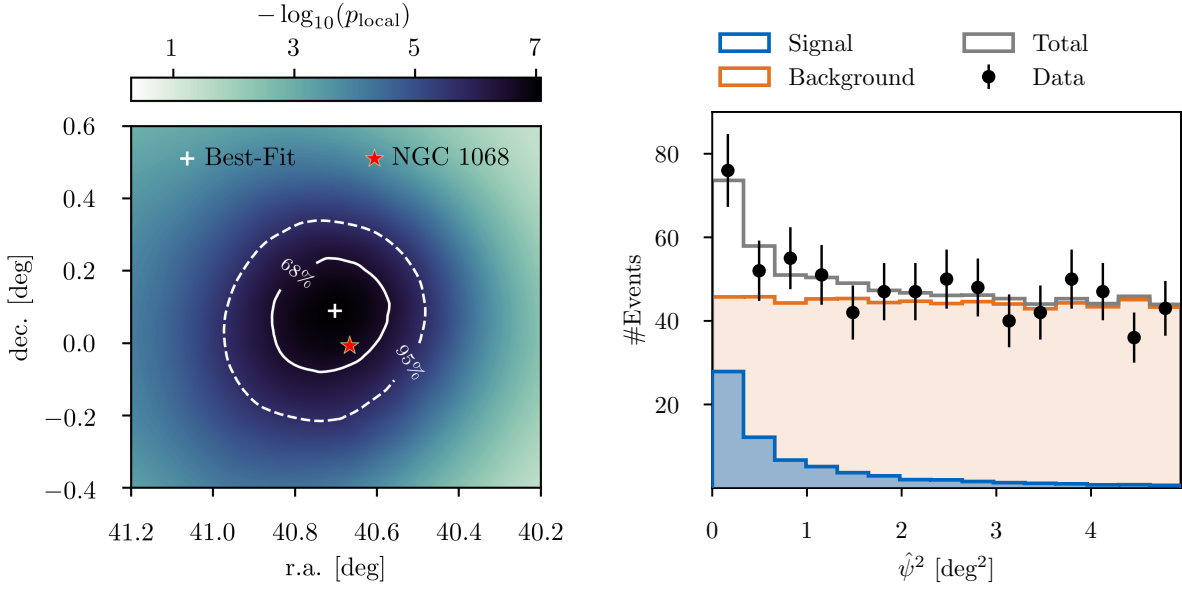 − log₁₀(p_local)
1 3 5 7
Best-Fit NGC 1068
68%
95%
0.6
0.4
0.2
0.0
−0.2
−0.4
dec. [deg]
41.2 41.0 40.8 40.6 40.4 40.2
r.a. [deg]
Signal Total
Background Data
80
60
40
20
#Events
0 1 2 3 4
ψ̂² [deg²]